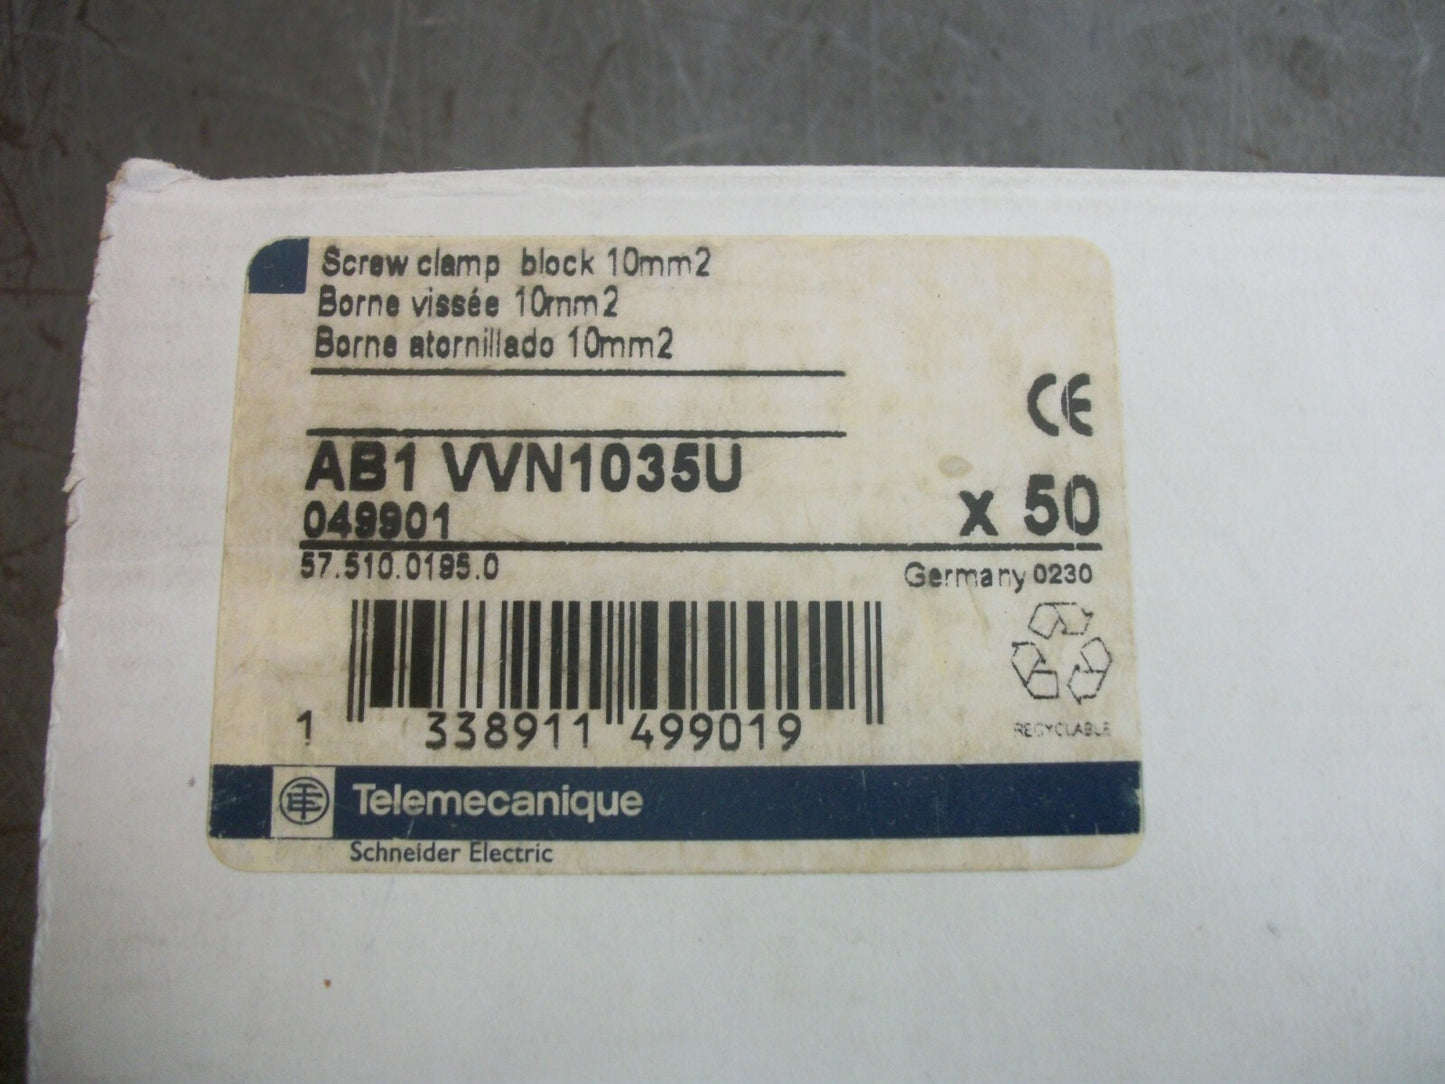 Screw clamp block 10mm2
Borne vissée 10mm2
Borne atornillado 10mm2
CE
AB1 VVN1035U
049901
x 50
57.510.0195.0
Germany 0230
1 338911 499019
RECYCLABLE
TE Telemecanique
Schneider Electric